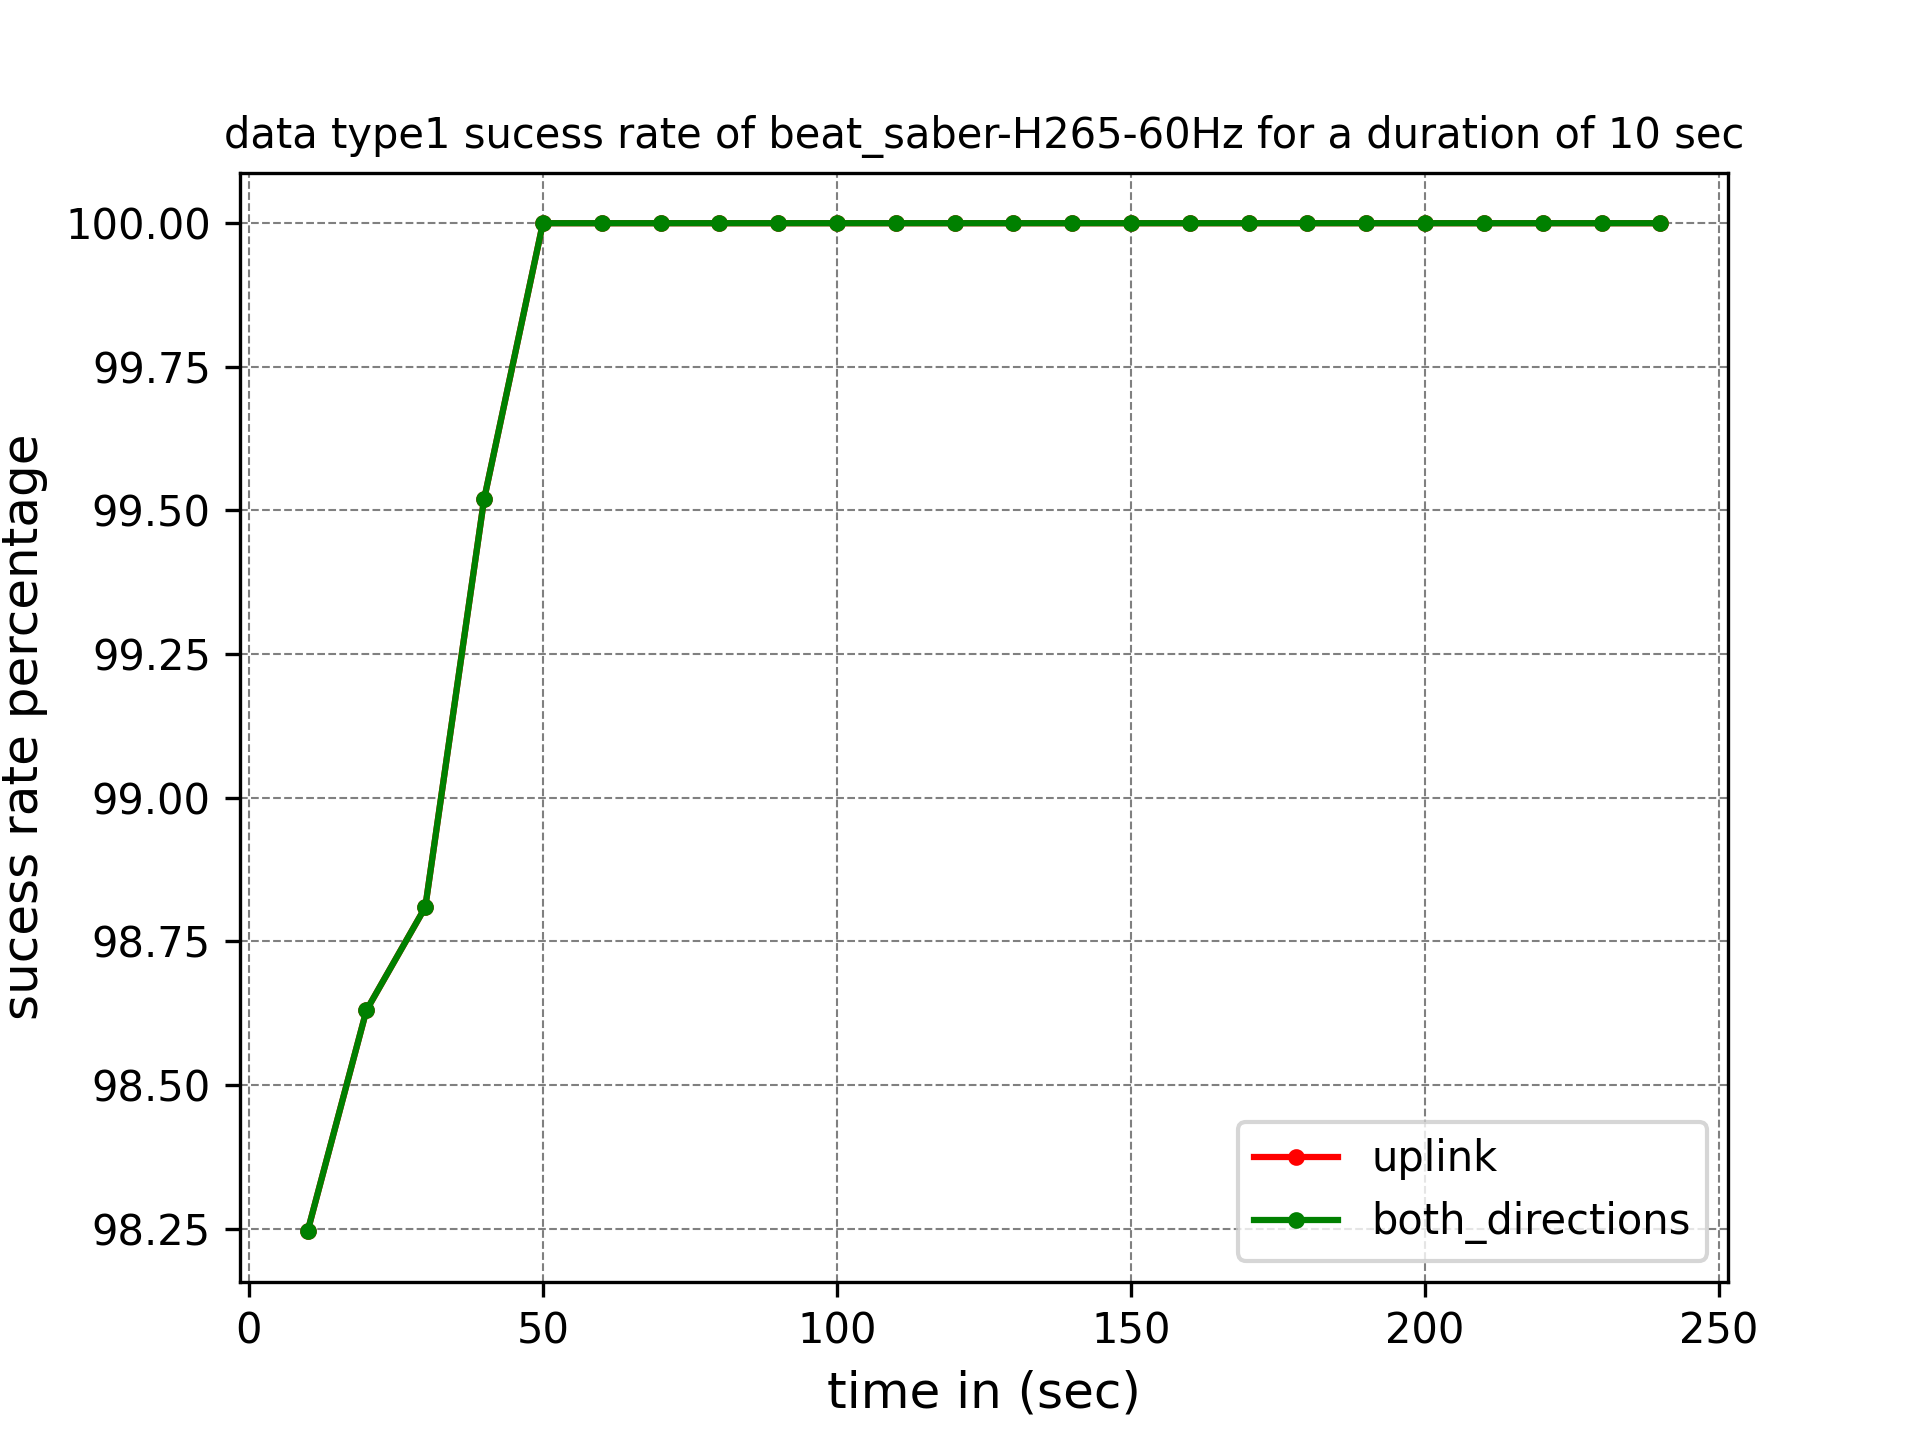 data type1 sucess rate of beat_saber-H265-60Hz for a duration of 10 sec
100.00
99.75
99.50
99.25
99.00
98.75
98.50
98.25
sucess rate percentage
0 50 100 150 200 250
time in (sec)
uplink
both_directions